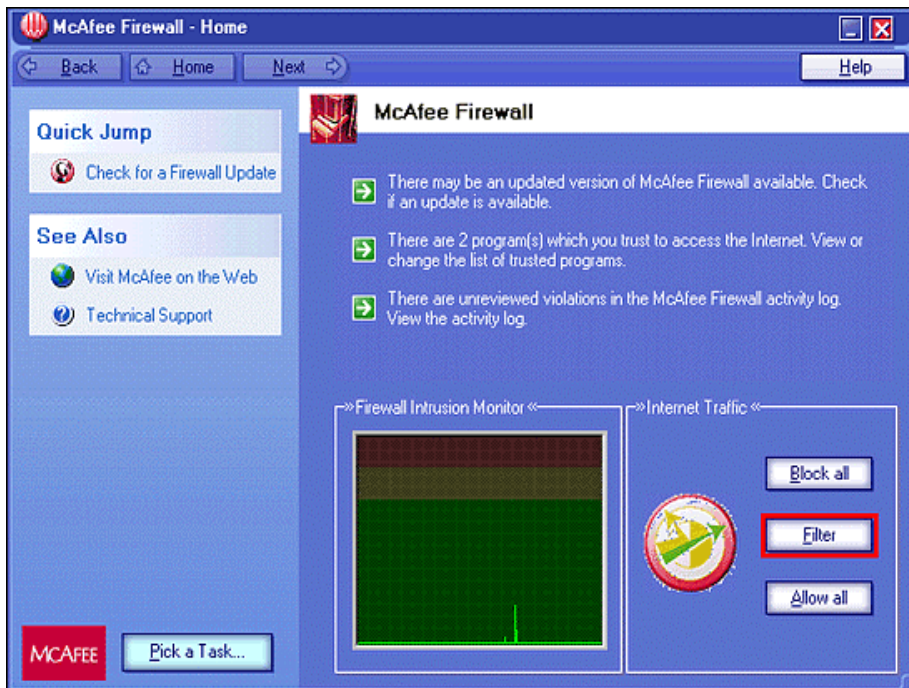 McAfee Firewall - Home
Back
Home
Next
Help
Quick Jump
Check for a Firewall Update
See Also
Visit McAfee on the Web
Technical Support
McAfee Firewall
There may be an updated version of McAfee Firewall available. Check
if an update is available.
There are 2 program(s) which you trust to access the Internet. View or
change the list of trusted programs.
There are unreviewed violations in the McAfee Firewall activity log.
View the activity log.
»Firewall Intrusion Monitor«
»Internet Traffic«
Block all
Filter
Allow all
MCAFEE
Pick a Task...